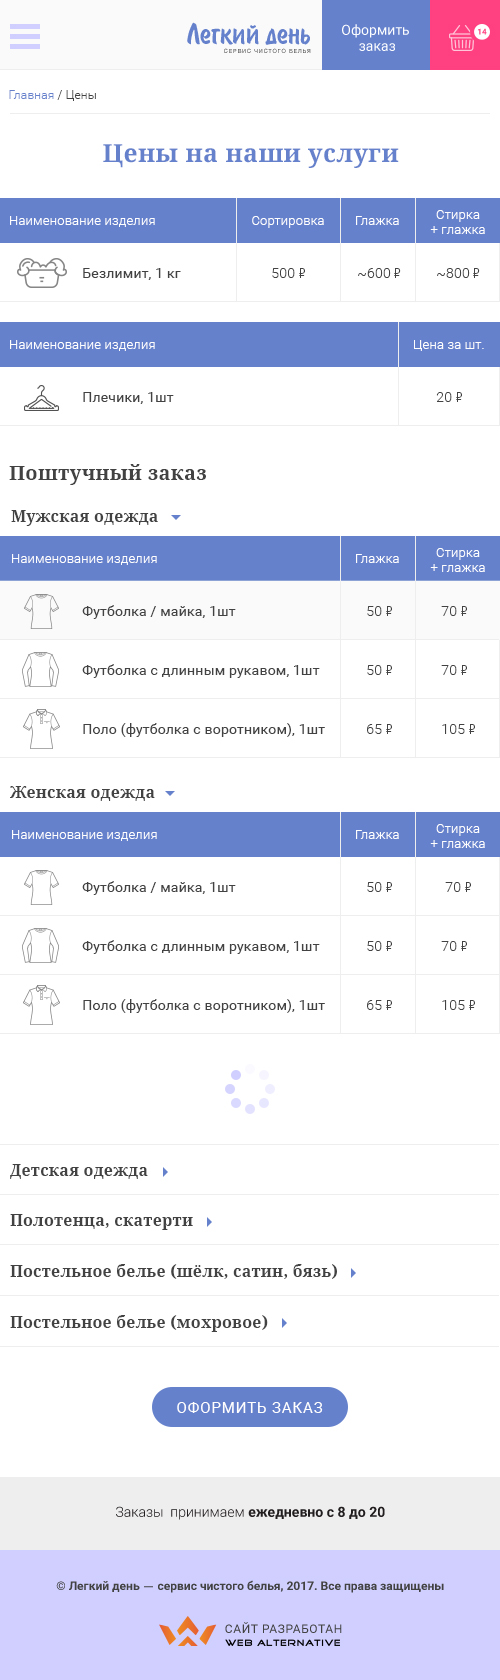 Легкий день
СЕРВИС ЧИСТОГО БЕЛЬЯ
Оформить
заказ
14
Главная / Цены
Цены на наши услуги
Наименование изделия Сортировка Глажка Стирка
+ глажка
Безлимит, 1 кг 500 ₽ ~600 ₽ ~800 ₽
Наименование изделия Цена за шт.
Плечики, 1шт 20 ₽
Поштучный заказ
Мужская одежда
Наименование изделия Глажка Стирка
+ глажка
Футболка / майка, 1шт 50 ₽ 70 ₽
Футболка с длинным рукавом, 1шт 50 ₽ 70 ₽
Поло (футболка с воротником), 1шт 65 ₽ 105 ₽
Женская одежда
Наименование изделия Глажка Стирка
+ глажка
Футболка / майка, 1шт 50 ₽ 70 ₽
Футболка с длинным рукавом, 1шт 50 ₽ 70 ₽
Поло (футболка с воротником), 1шт 65 ₽ 105 ₽
Детская одежда
Полотенца, скатерти
Постельное белье (шёлк, сатин, бязь)
Постельное белье (мохровое)
ОФОРМИТЬ ЗАКАЗ
Заказы принимаем ежедневно с 8 до 20
© Легкий день — сервис чистого белья, 2017. Все права защищены
САЙТ РАЗРАБОТАН
WEB ALTERNATIVE